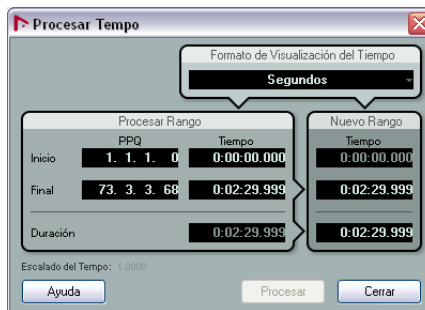 Procesar Tempo
Formato de Visualización del Tiempo
Segundos
Procesar Rango
Nuevo Rango
PPQ Tiempo Tiempo
Inicio 1. 1. 1. 0 0:00:00.000 0:00:00.000
Final 73. 3. 3. 68 0:02:29.999 0:02:29.999
Duración 0:02:29.999 0:02:29.999
Escalado del Tempo: 1.0000
Ayuda Procesar Cerrar